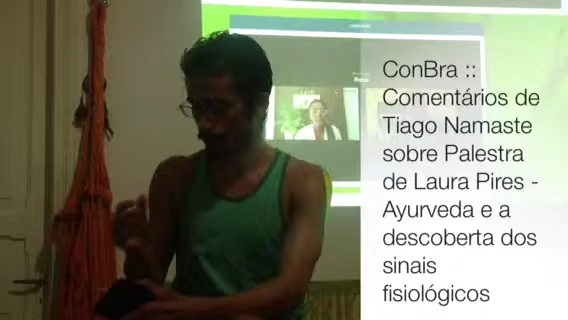 ConBra ::
Comentários de
Tiago Namaste
sobre Palestra
de Laura Pires -
Ayurveda e a
descoberta dos
sinais
fisiológicos